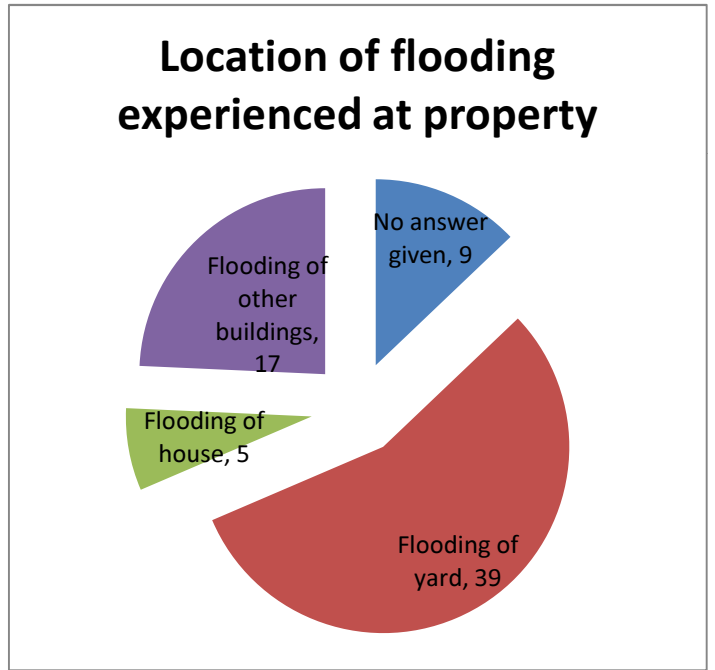 Location of flooding
experienced at property
No answer
given, 9
Flooding of
other
buildings,
17
Flooding of
house, 5
Flooding of
yard, 39